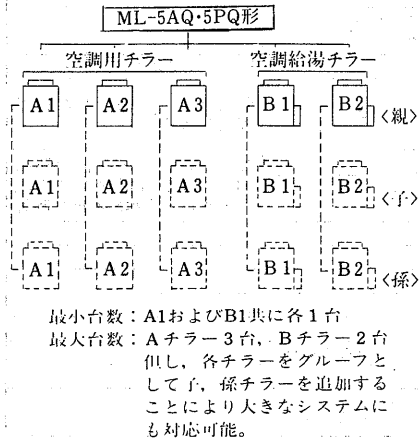 ML-5AQ・5PQ形
空調用チラー 空調給湯チラー
A1 A2 A3 B1 B2 〈親〉
A1 A2 A3 B1 B2 〈子〉
A1 A2 A3 B1 B2 〈孫〉
最小台数：A1およびB1共に各1台
最大台数：Aチラー3台，Bチラー2台
但し，各チラーをグループと
して子，孫チラーを追加する
ことにより大きなシステムに
も対応可能。